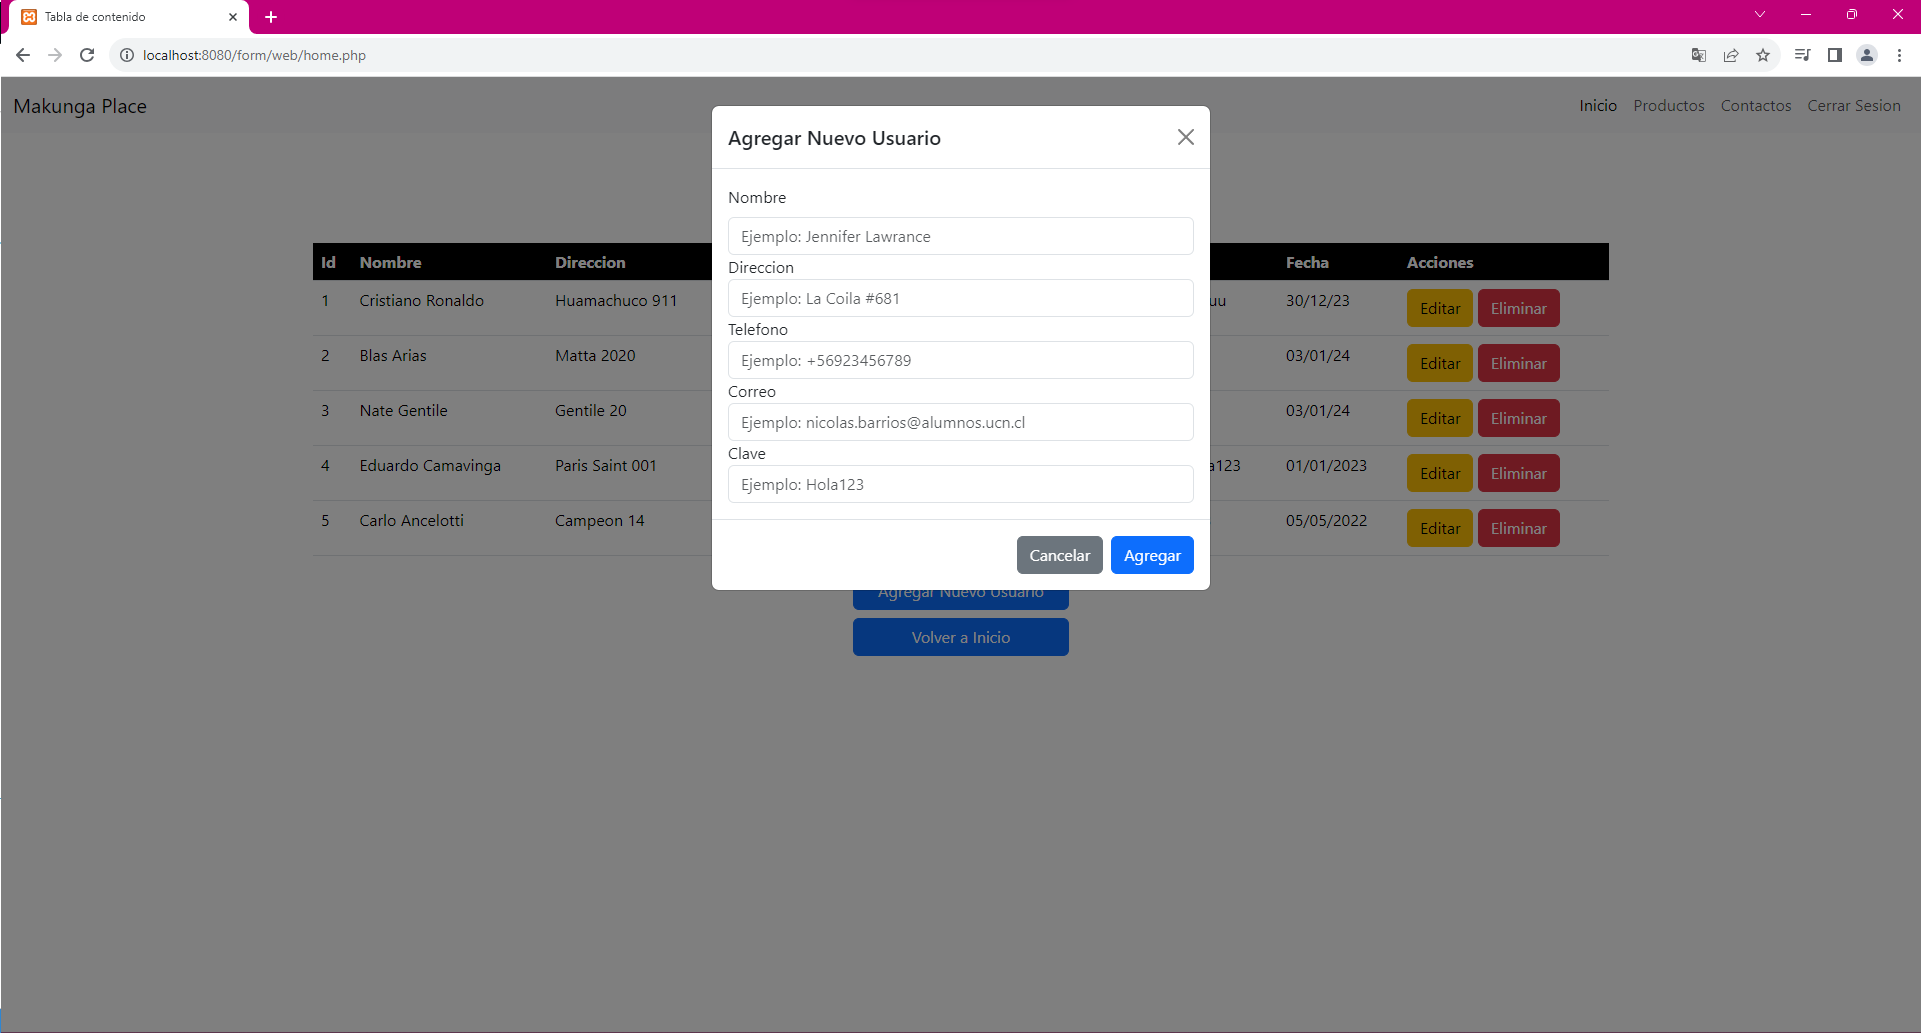 Tabla de contenido
localhost:8080/form/web/home.php
Makunga Place
Inicio Productos Contactos Cerrar Sesion
Agregar Nuevo Usuario
Nombre
Ejemplo: Jennifer Lawrance
Direccion
Ejemplo: La Coila #681
Telefono
Ejemplo: +56923456789
Correo
Ejemplo: nicolas.barrios@alumnos.ucn.cl
Clave
Ejemplo: Hola123
Cancelar Agregar
Id Nombre Direccion Fecha Acciones
1 Cristiano Ronaldo Huamachuco 911 uu 30/12/23 Editar Eliminar
2 Blas Arias Matta 2020 03/01/24 Editar Eliminar
3 Nate Gentile Gentile 20 03/01/24 Editar Eliminar
4 Eduardo Camavinga Paris Saint 001 a123 01/01/2023 Editar Eliminar
5 Carlo Ancelotti Campeon 14 05/05/2022 Editar Eliminar
Agregar Nuevo Usuario
Volver a Inicio